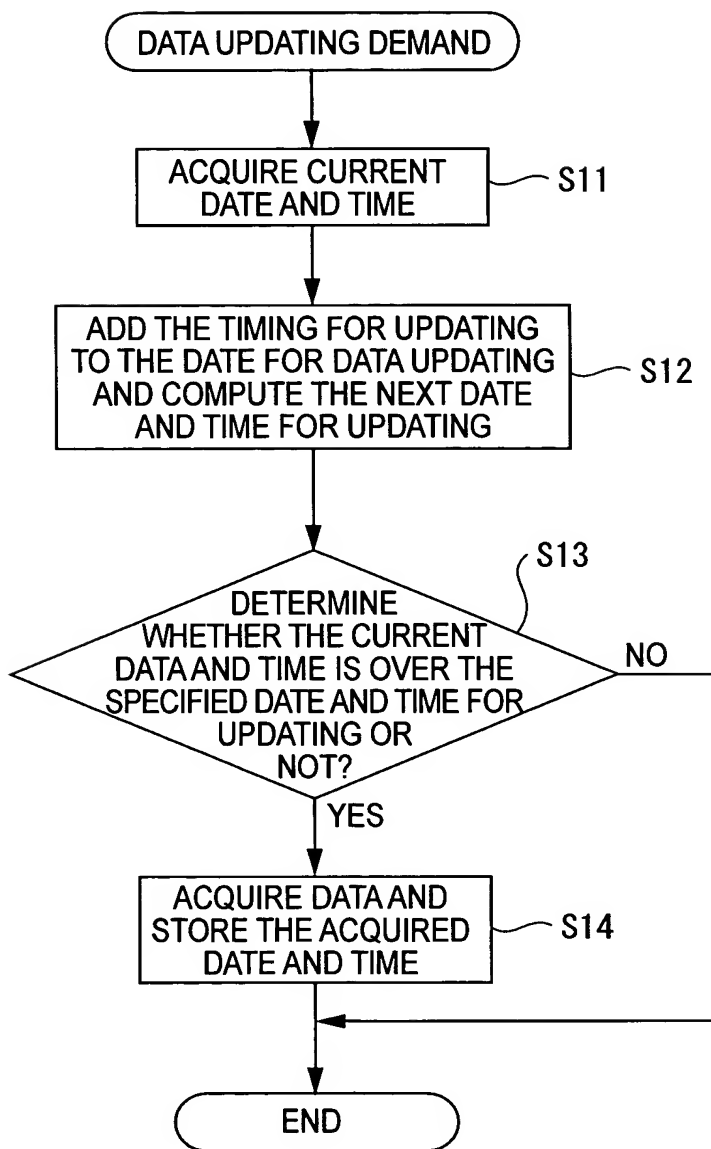 DATA UPDATING DEMAND
ACQUIRE CURRENT
DATE AND TIME
S11
ADD THE TIMING FOR UPDATING
TO THE DATE FOR DATA UPDATING
AND COMPUTE THE NEXT DATE
AND TIME FOR UPDATING
S12
S13
DETERMINE
WHETHER THE CURRENT
DATA AND TIME IS OVER THE
SPECIFIED DATE AND TIME FOR
UPDATING OR
NOT?
NO
YES
ACQUIRE DATA AND
STORE THE ACQUIRED
DATE AND TIME
S14
END